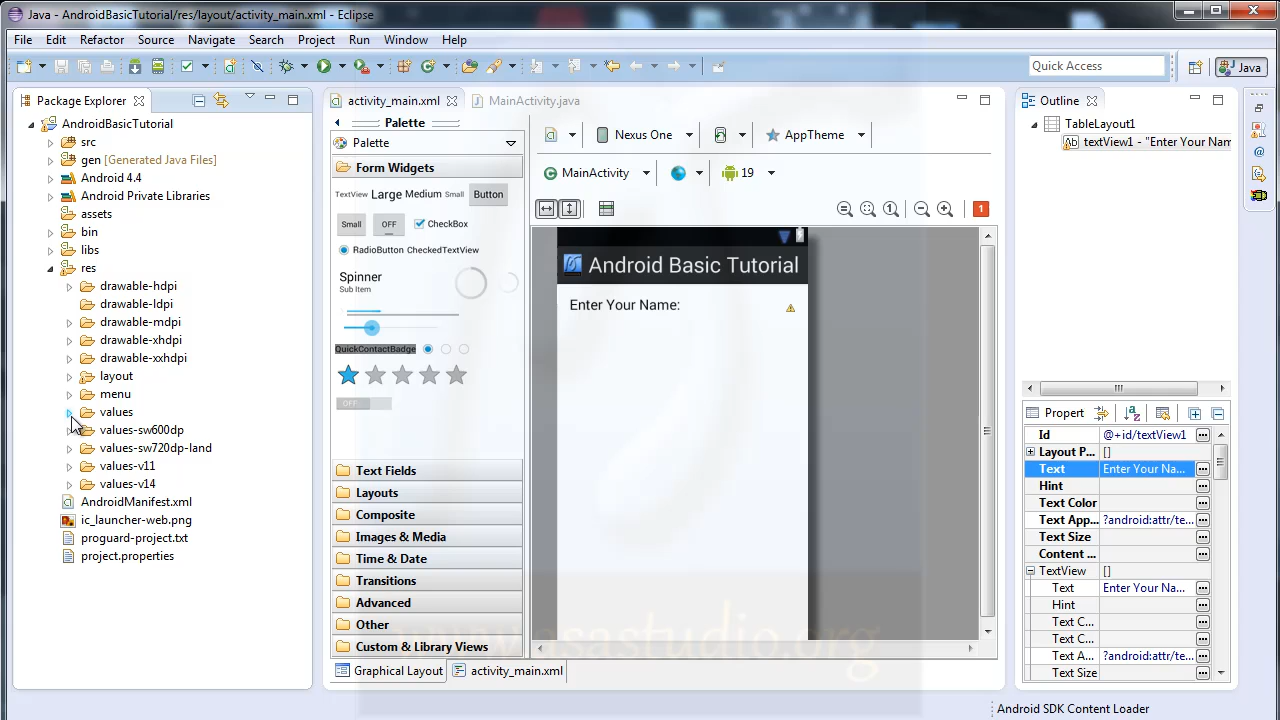 Java - AndroidBasicTutorial/res/layout/activity_main.xml - Eclipse
File Edit Refactor Source Navigate Search Project Run Window Help
Quick Access
Java
Package Explorer
AndroidBasicTutorial
src
gen [Generated Java Files]
Android 4.4
Android Private Libraries
assets
bin
libs
res
drawable-hdpi
drawable-ldpi
drawable-mdpi
drawable-xhdpi
drawable-xxhdpi
layout
menu
values
values-sw600dp
values-sw720dp-land
values-v11
values-v14
AndroidManifest.xml
ic_launcher-web.png
proguard-project.txt
project.properties
activity_main.xml
MainActivity.java
Palette
Palette
Form Widgets
TextView Large Medium Small Button
Small OFF CheckBox
RadioButton CheckedTextView
Spinner
Sub Item
QuickContactBadge
OFF
Text Fields
Layouts
Composite
Images & Media
Time & Date
Transitions
Advanced
Other
Custom & Library Views
Graphical Layout
activity_main.xml
Nexus One
AppTheme
MainActivity
19
1
Android Basic Tutorial
Enter Your Name:
www.asastudio.org
Outline
TableLayout1
Ab textView1 - "Enter Your Nam
Propert
Id @+id/textView1
Layout P... []
Text Enter Your Na...
Hint
Text Color
Text App... ?android:attr/te...
Text Size
Content ...
TextView []
Text Enter Your Na...
Hint
Text C...
Text C...
Text A... ?android:attr/te...
Text Size
Android SDK Content Loader